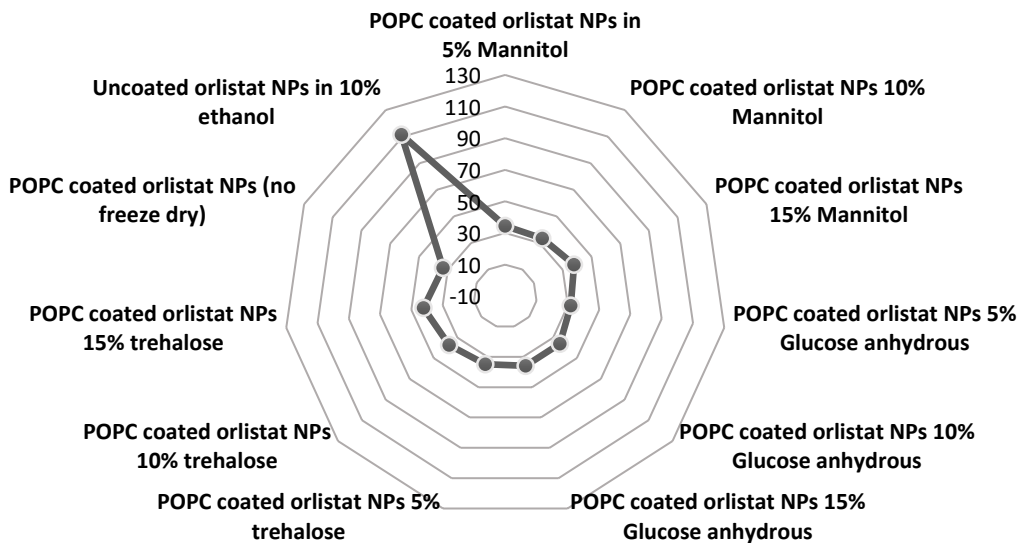 POPC coated orlistat NPs in
5% Mannitol
130
110
90
70
50
30
10
-10
POPC coated orlistat NPs 10%
Mannitol
POPC coated orlistat NPs
15% Mannitol
POPC coated orlistat NPs 5%
Glucose anhydrous
POPC coated orlistat NPs 10%
Glucose anhydrous
POPC coated orlistat NPs 15%
Glucose anhydrous
POPC coated orlistat NPs 5%
trehalose
POPC coated orlistat NPs
10% trehalose
POPC coated orlistat NPs
15% trehalose
POPC coated orlistat NPs (no
freeze dry)
Uncoated orlistat NPs in 10%
ethanol